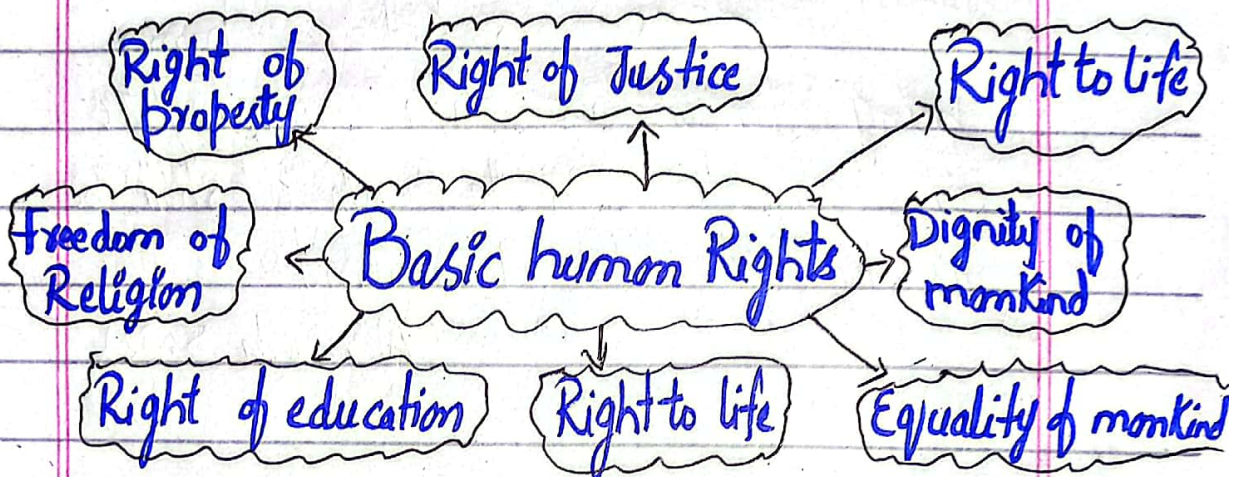 Right of
property
Right of Justice
Right to life
Freedom of
Religion
Basic human Rights
Dignity of
mankind
Right of education
Right to life
Equality of mankind